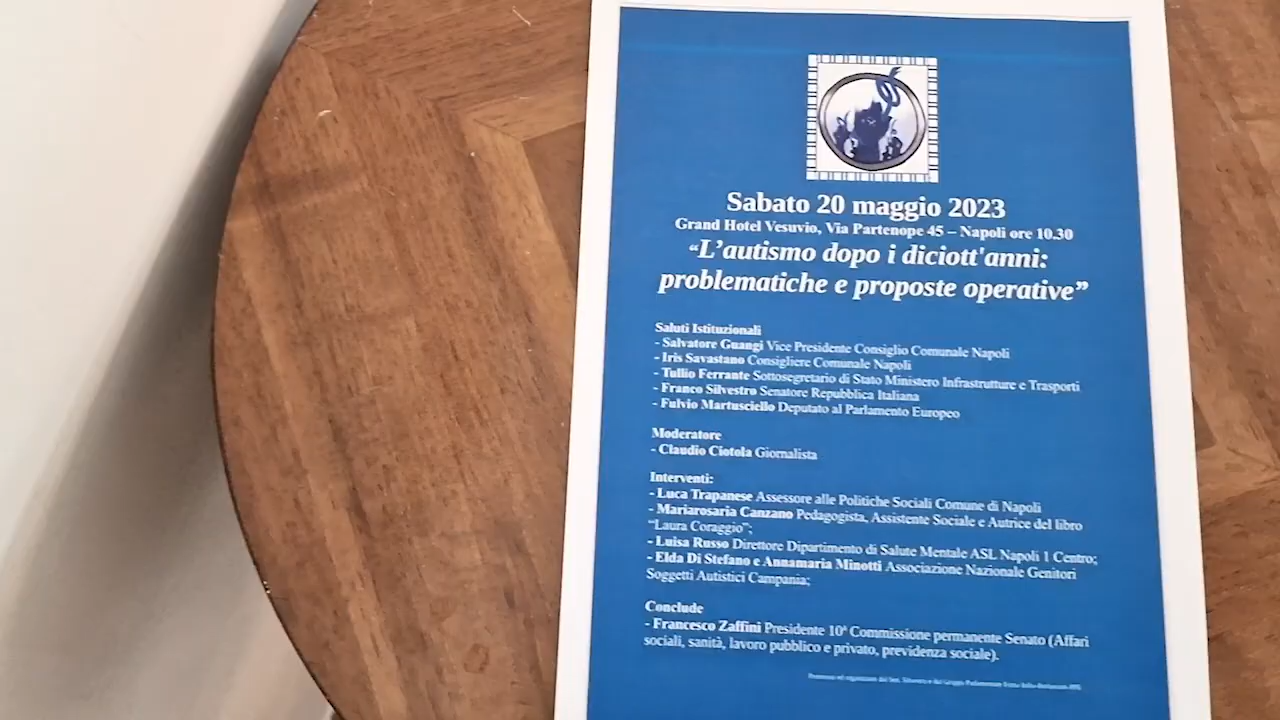 Sabato 20 maggio 2023
Grand Hotel Vesuvio, Via Partenope 45 – Napoli ore 10.30
“L’autismo dopo i diciott'anni:
problematiche e proposte operative”
Saluti Istituzionali
- Salvatore Guangi Vice Presidente Consiglio Comunale Napoli
- Iris Savastano Consigliere Comunale Napoli
- Tullio Ferrante Sottosegretario di Stato Ministero Infrastrutture e Trasporti
- Franco Silvestro Senatore Repubblica Italiana
- Fulvio Martusciello Deputato al Parlamento Europeo
Moderatore
- Claudio Ciotola Giornalista
Interventi:
- Luca Trapanese Assessore alle Politiche Sociali Comune di Napoli
- Mariarosaria Canzano Pedagogista, Assistente Sociale e Autrice del libro
“Laura Coraggio”;
- Luisa Russo Direttore Dipartimento di Salute Mentale ASL Napoli 1 Centro;
- Elda Di Stefano e Annamaria Minotti Associazione Nazionale Genitori
Soggetti Autistici Campania;
Conclude
- Francesco Zaffini Presidente 10ª Commissione permanente Senato (Affari
sociali, sanità, lavoro pubblico e privato, previdenza sociale).